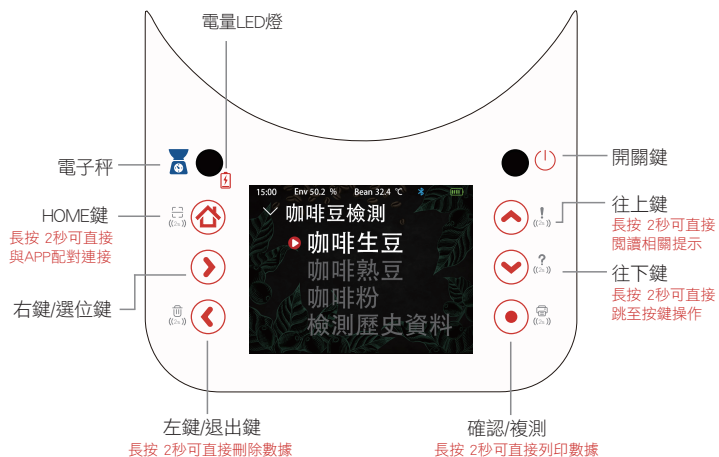 電量LED燈
電子秤
HOME鍵
長按 2秒可直接
與APP配對連接
右鍵/選位鍵
左鍵/退出鍵
長按 2秒可直接刪除數據
((2s))
((2s))
15:00 Env 50.2 % Bean 32.4 ℃
咖啡豆檢測
咖啡生豆
咖啡熟豆
咖啡粉
檢測歷史資料
開關鍵
往上鍵
長按 2秒可直接
閲讀相關提示
往下鍵
長按 2秒可直接
跳至按鍵操作
!
((2s))
?
((2s))
((2s))
確認/複測
長按 2秒可直接列印數據